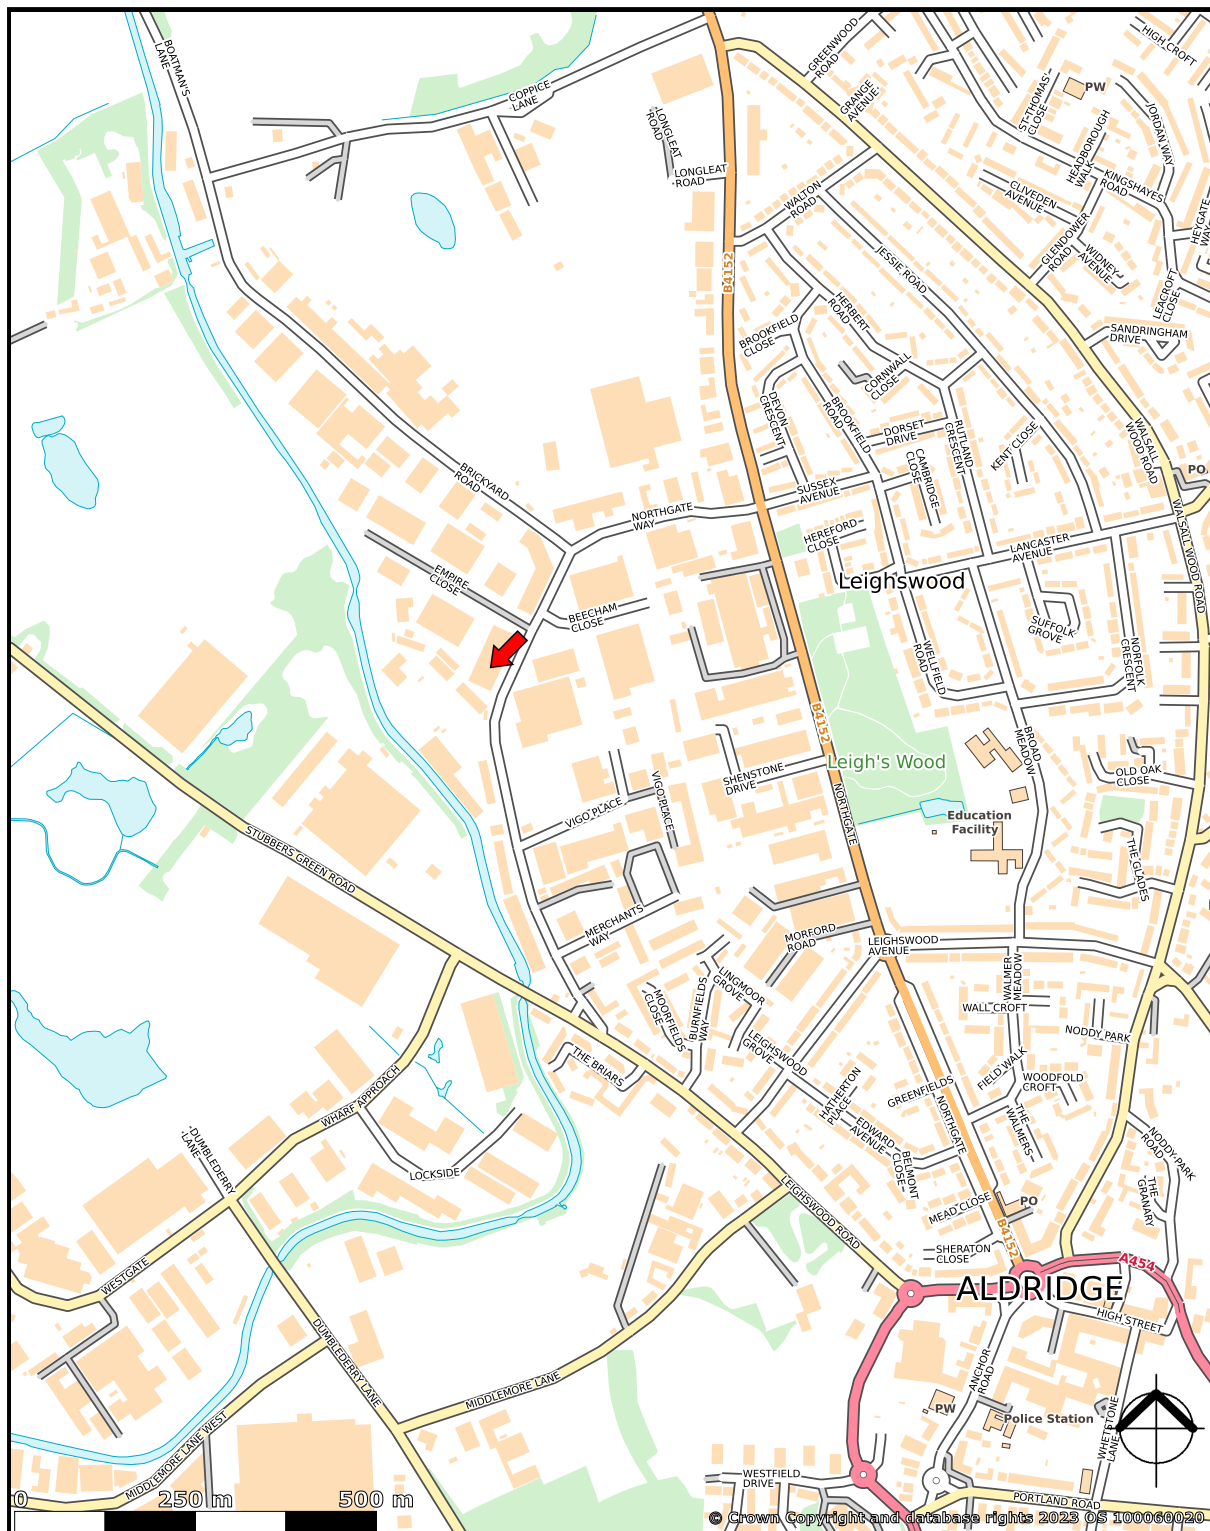 BOATMAN'S
LANE
COPPICE
LANE
LONGLEAT
ROAD
LONGLEAT
ROAD
GREENWOOD
ROAD
GRANGE
AVENUE
HIGH CROFT
ST-THOMAS'
CLOSE
PW
JORDAN WAY
HEADBOROUGH
WALK
KINGSHAYES
ROAD
CLIVEDEN
AVENUE
HEYGATE
WAY
WALTON
ROAD
GLENDOWER
ROAD
WIDNEY
AVENUE
JESSIE ROAD
LEACROFT
CLOSE
B4152
HERBERT
ROAD
BROOKFIELD
CLOSE
SANDRINGHAM
DRIVE
CORNWALL
CLOSE
DEVON
CRESCENT
BROOKFIELD
ROAD
DORSET
DRIVE
RUTLAND
CRESCENT
KENT CLOSE
WALSALL
WOOD ROAD
CAMBRIDGE
CLOSE
PO
BRICKYARD
ROAD
SUSSEX
AVENUE
NORTHGATE
WAY
HEREFORD
CLOSE
LANCASTER
AVENUE
WALSALL WOOD ROAD
Leighswood
EMPIRE
CLOSE
BEECHAM
CLOSE
SUFFOLK
GROVE
WELLFIELD
ROAD
NORFOLK
CRESCENT
B4152
BROAD
MEADOW
Leigh's Wood
SHENSTONE
DRIVE
OLD OAK
CLOSE
VIGO PLACE
VIGO PLACE
NORTHGATE
Education
Facility
STUBBERS GREEN ROAD
THE GLADES
MERCHANTS
WAY
MORFORD
ROAD
LEIGHSWOOD
AVENUE
WALMER
MEADOW
LINGMOOR
GROVE
MOORFIELDS
CLOSE
BURNFIELDS
WAY
WALL CROFT
NODDY PARK
LEIGHSWOOD
GROVE
THE BRIARS
FIELD WALK
WOODFOLD
CROFT
HATHERTON
PLACE
GREENFIELDS
WHARF APPROACH
NORTHGATE
THE
WALMERS
EDWARD
AVENUE
NODDY PARK
ROAD
DUMBLEDERRY
LANE
BELMONT
CLOSE
LOCKSIDE
THE
GRANARY
LEIGHSWOOD ROAD
MEAD CLOSE
PO
B4152
SHERATON
CLOSE
A454
WESTGATE
ALDRIDGE
HIGH STREET
DUMBLEDERRY LANE
ANCHOR
ROAD
MIDDLEMORE LANE
PW
Police Station
WHETSTONE
LANE
MIDDLEMORE LANE WEST
WESTFIELD
DRIVE
PORTLAND ROAD
0 250 m 500 m
© Crown Copyright and database rights 2023 OS 100060020